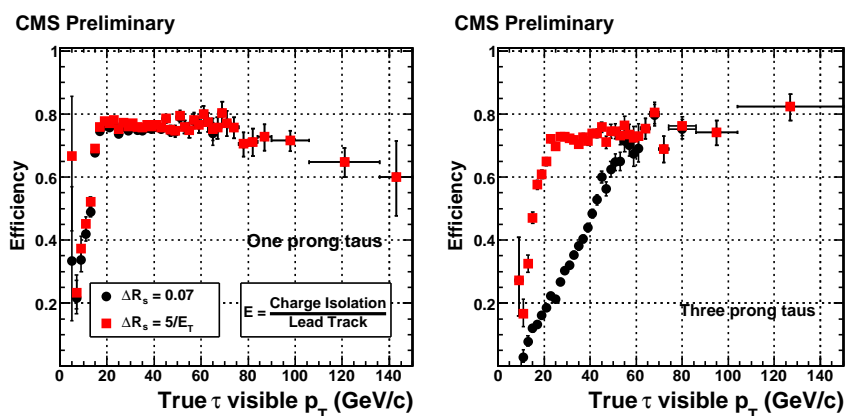 CMS Preliminary
Efficiency
1
0.8
0.6
0.4
0.2
One prong taus
ΔR_s = 0.07
ΔR_s = 5/E_T
E = Charge Isolation
Lead Track
0 20 40 60 80 100 120 140
True τ visible p_T (GeV/c)
CMS Preliminary
Efficiency
1
0.8
0.6
0.4
0.2
Three prong taus
0 20 40 60 80 100 120 140
True τ visible p_T (GeV/c)